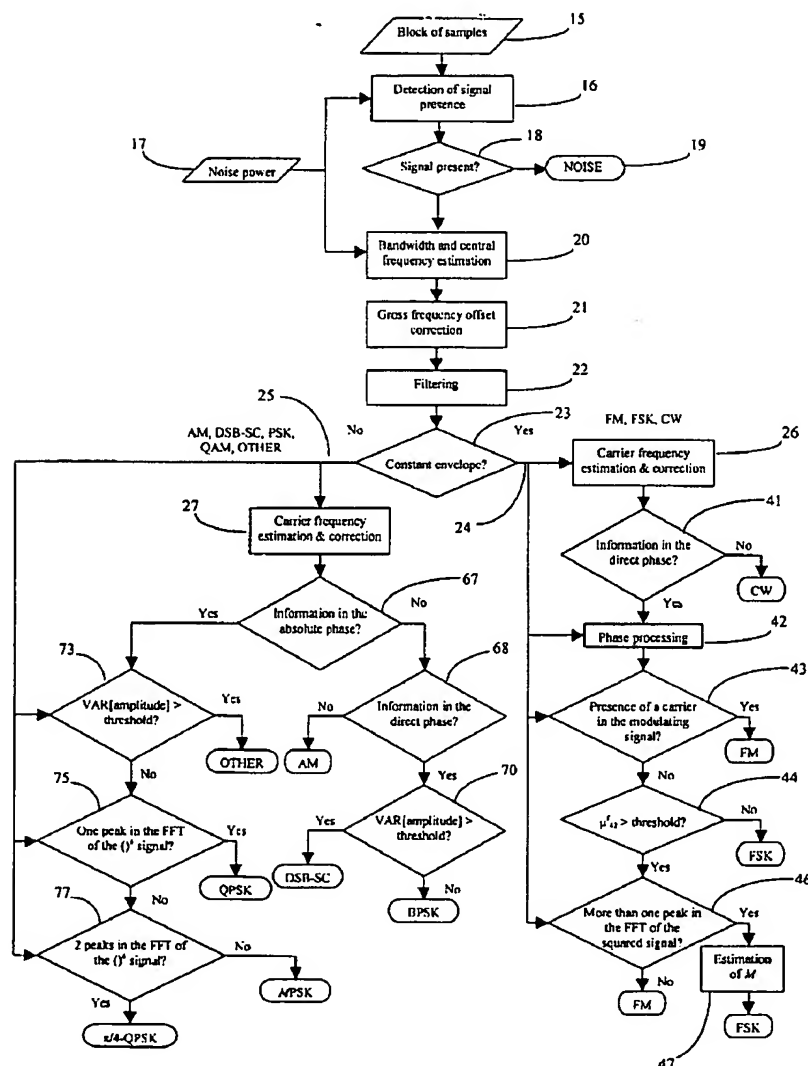 Block of samples
15
Detection of signal
presence
16
17
Noise power
18
Signal present?
NOISE
19
Bandwidth and central
frequency estimation
20
Gross frequency offset
correction
21
Filtering
22
25
No
23
Yes
FM, FSK, CW
26
AM, DSB-SC, PSK,
QAM, OTHER
Constant envelope?
24
Carrier frequency
estimation & correction
27
Carrier frequency
estimation & correction
41
Information in the
direct phase?
No
CW
Yes
67
Yes
Information in the
absolute phase?
No
Phase processing
42
73
68
43
VAR[amplitude] >
threshold?
Yes
OTHER
No
Information in the
direct phase?
AM
Presence of a carrier
in the modulating
signal?
Yes
FM
No
75
No
Yes
70
No
44
One peak in the FFT
of the ()⁴ signal?
Yes
QPSK
Yes
VAR[amplitude] >
threshold?
DSB-SC
No
BPSK
> threshold?
No
FSK
Yes
46
77
No
2 peaks in the FFT of
the ()⁴ signal?
No
MPSK
Yes
π/4-QPSK
More than one peak in
the FFT of the
squared signal?
Yes
No
FM
Estimation
of M
FSK
47